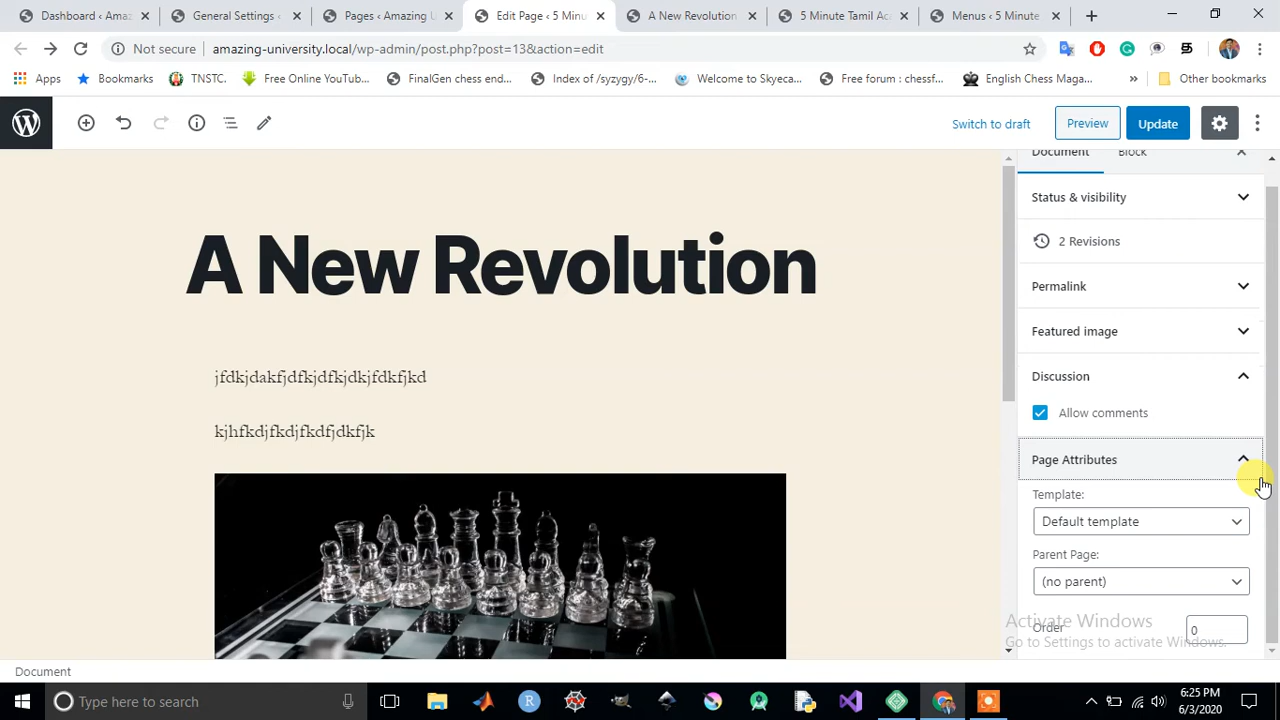 Dashboard ‹ Amaz
General Settings ‹
Pages ‹ Amazing U
Edit Page ‹ 5 Minu
A New Revolution
5 Minute Tamil Aca
Menus ‹ 5 Minute
Not secure
amazing-university.local/wp-admin/post.php?post=13&action=edit
Apps
Bookmarks
TNSTC.
Free Online YouTub...
FinalGen chess end...
Index of /syzygy/6-...
Welcome to Skyeca...
Free forum : chessf...
English Chess Maga...
»
Other bookmarks
Switch to draft
Preview
Update
Document
Block
Status & visibility
2 Revisions
Permalink
Featured image
Discussion
Allow comments
Page Attributes
Template:
Default template
Parent Page:
(no parent)
Order
0
A New Revolution
jfdkjdakfjdfkjdfkjdkjfdkfjkd
kjhfkdjfkdjfkdfjdkfjk
Activate Windows
Go to Settings to activate Windows.
Document
Type here to search
6:25 PM
6/3/2020